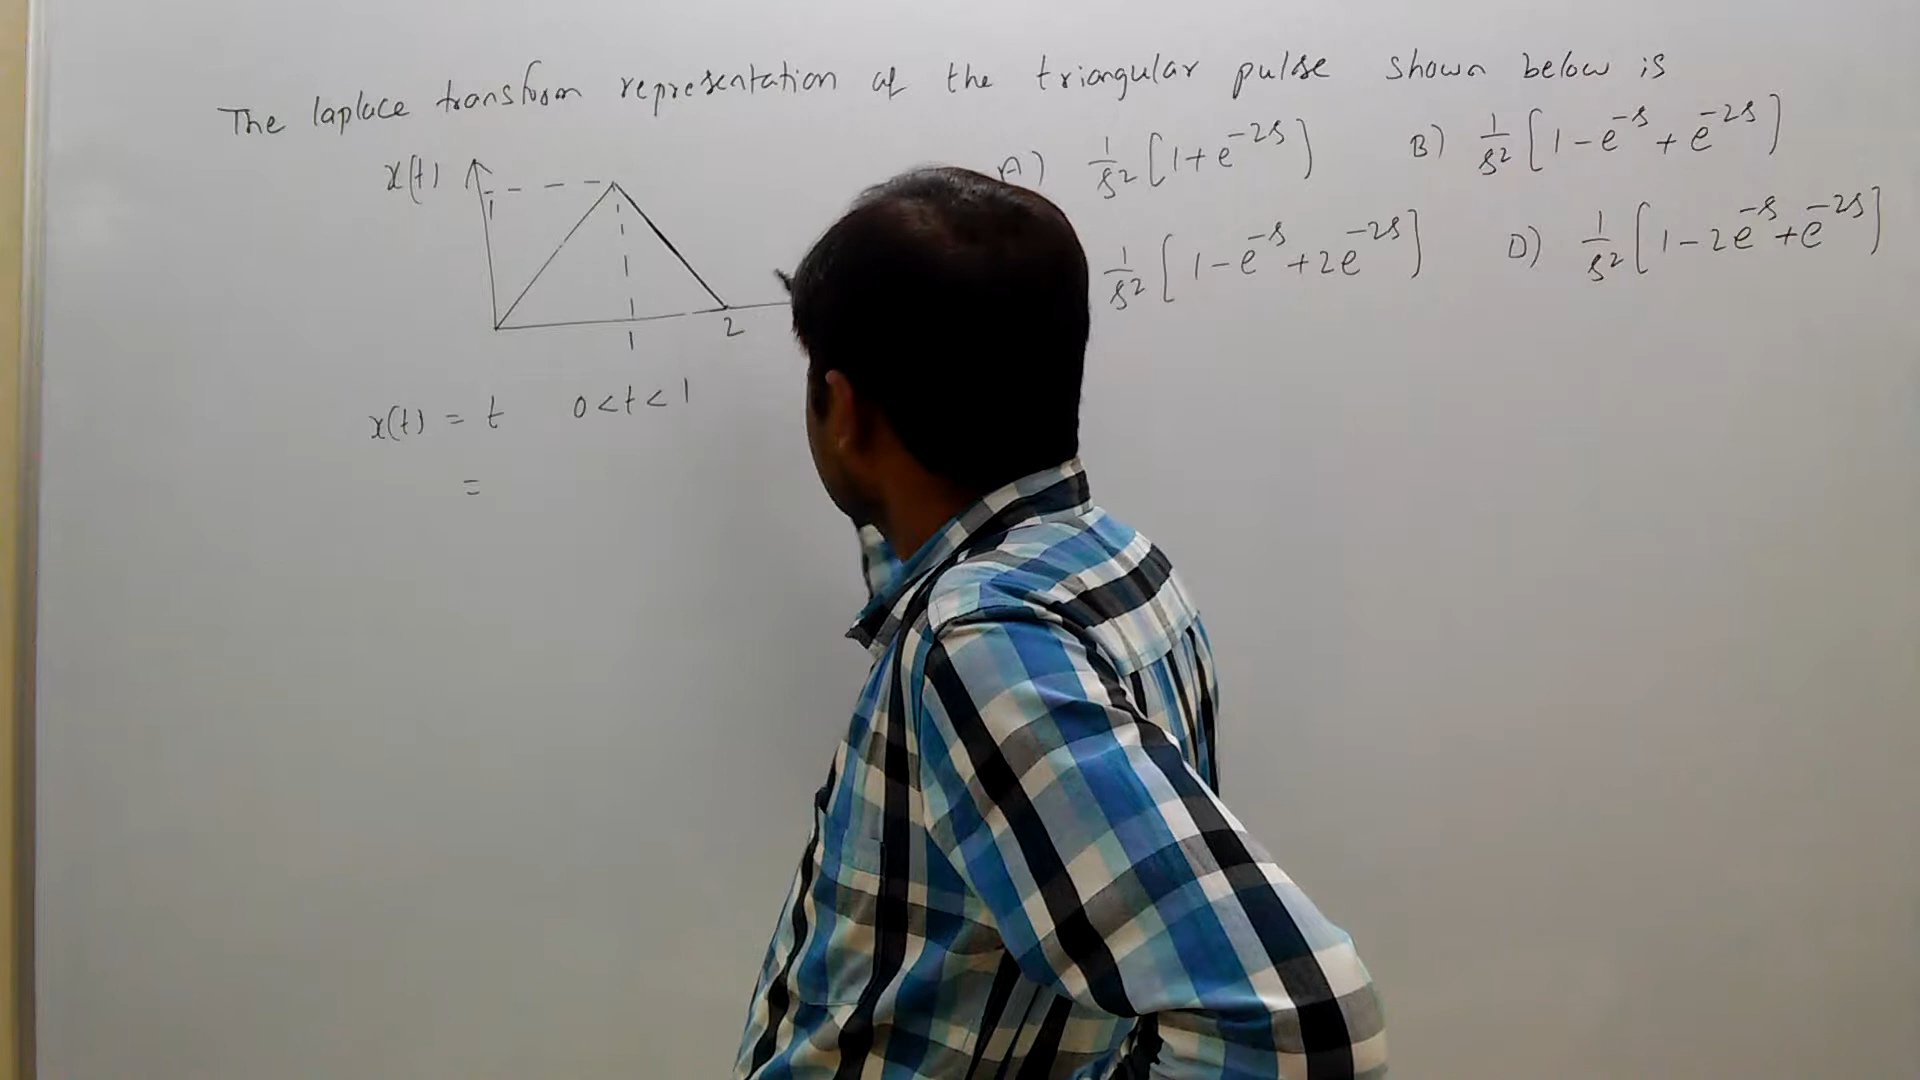 The laplace transform representation of the triangular pulse shown below is
A) 1/s² [1+e^-2s] B) 1/s² [1-e^-s + e^-2s]
x(t)
1
1/s² [1-e^-s +2e^-2s] D) 1/s² [1-2e^-s+e^-2s]
1 2
x(t) = t 0<t<1
=